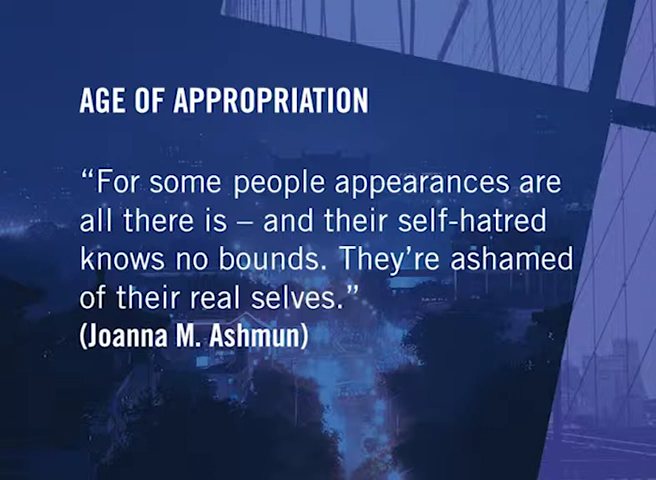 AGE OF APPROPRIATION
“For some people appearances are
all there is – and their self-hatred
knows no bounds. They’re ashamed
of their real selves.”
(Joanna M. Ashmun)